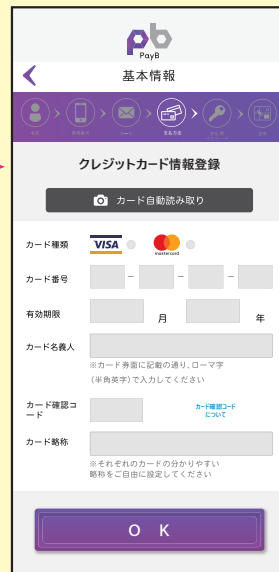 pb
PayB
基本情報
支払方法
クレジットカード情報登録
カード自動読み取り
カード種類 VISA mastercard
カード番号 - - -
有効期限 月 年
カード名義人
※カード券面に記載の通り、ローマ字
(半角英字)で入力してください
カード確認コ
ード
カード確認コード
について
カード略称
※それぞれのカードの分かりやすい
略称をご自由に設定してください
O K